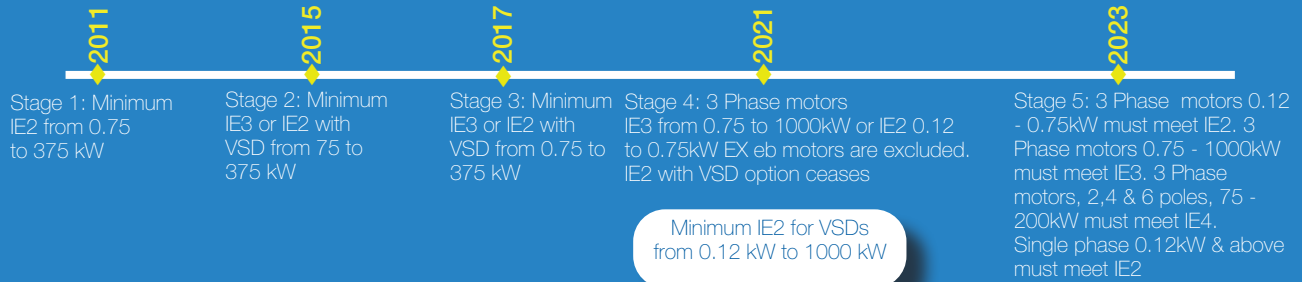 2011
2015
2017
2021
2023
Stage 1: Minimum
IE2 from 0.75
to 375 kW
Stage 2: Minimum
IE3 or IE2 with
VSD from 75 to
375 kW
Stage 3: Minimum
IE3 or IE2 with
VSD from 0.75 to
375 kW
Stage 4: 3 Phase motors
IE3 from 0.75 to 1000kW or IE2 0.12
to 0.75kW EX eb motors are excluded.
IE2 with VSD option ceases
Minimum IE2 for VSDs
from 0.12 kW to 1000 kW
Stage 5: 3 Phase motors 0.12
- 0.75kW must meet IE2. 3
Phase motors 0.75 - 1000kW
must meet IE3. 3 Phase
motors, 2,4 & 6 poles, 75 -
200kW must meet IE4.
Single phase 0.12kW & above
must meet IE2